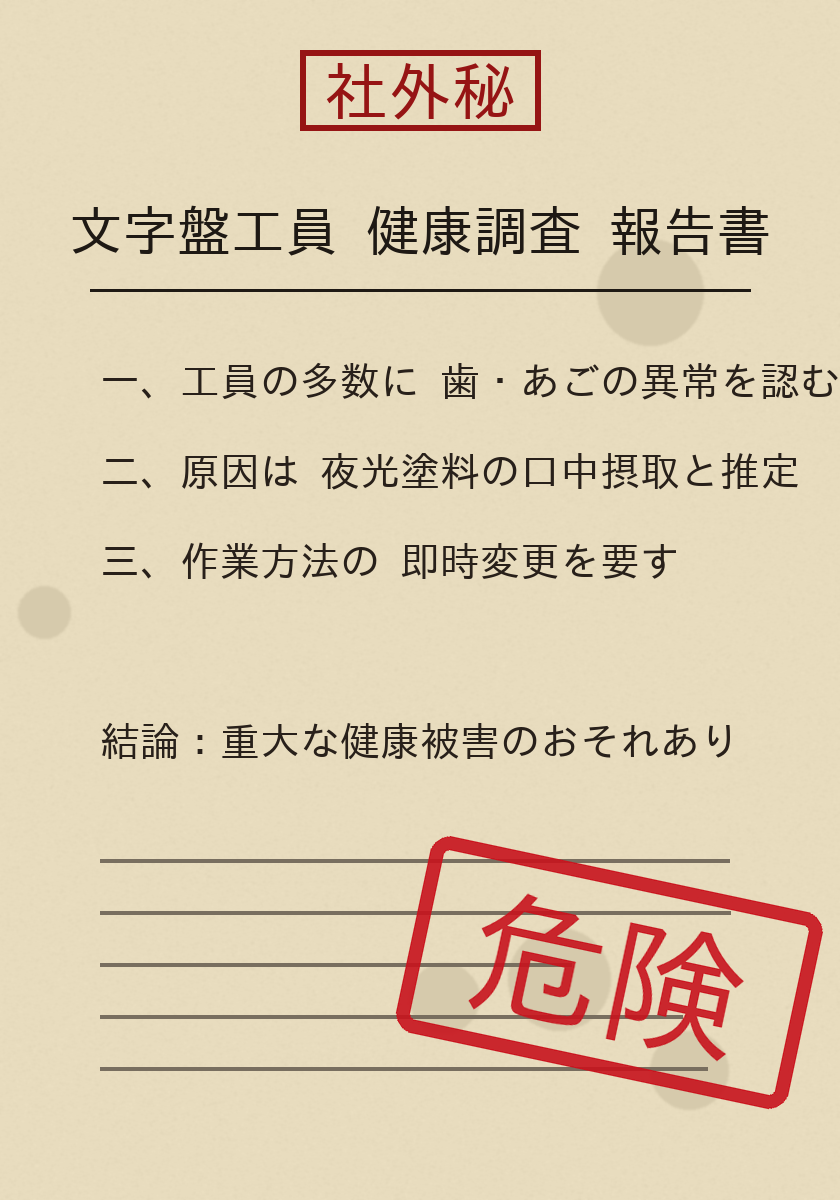 社外秘
文字盤工員 健康調査 報告書
一、工員の多数に 歯・あごの異常を認む
二、原因は 夜光塗料の口中摂取と推定
三、作業方法の 即時変更を要す
結論：重大な健康被害のおそれあり
危険